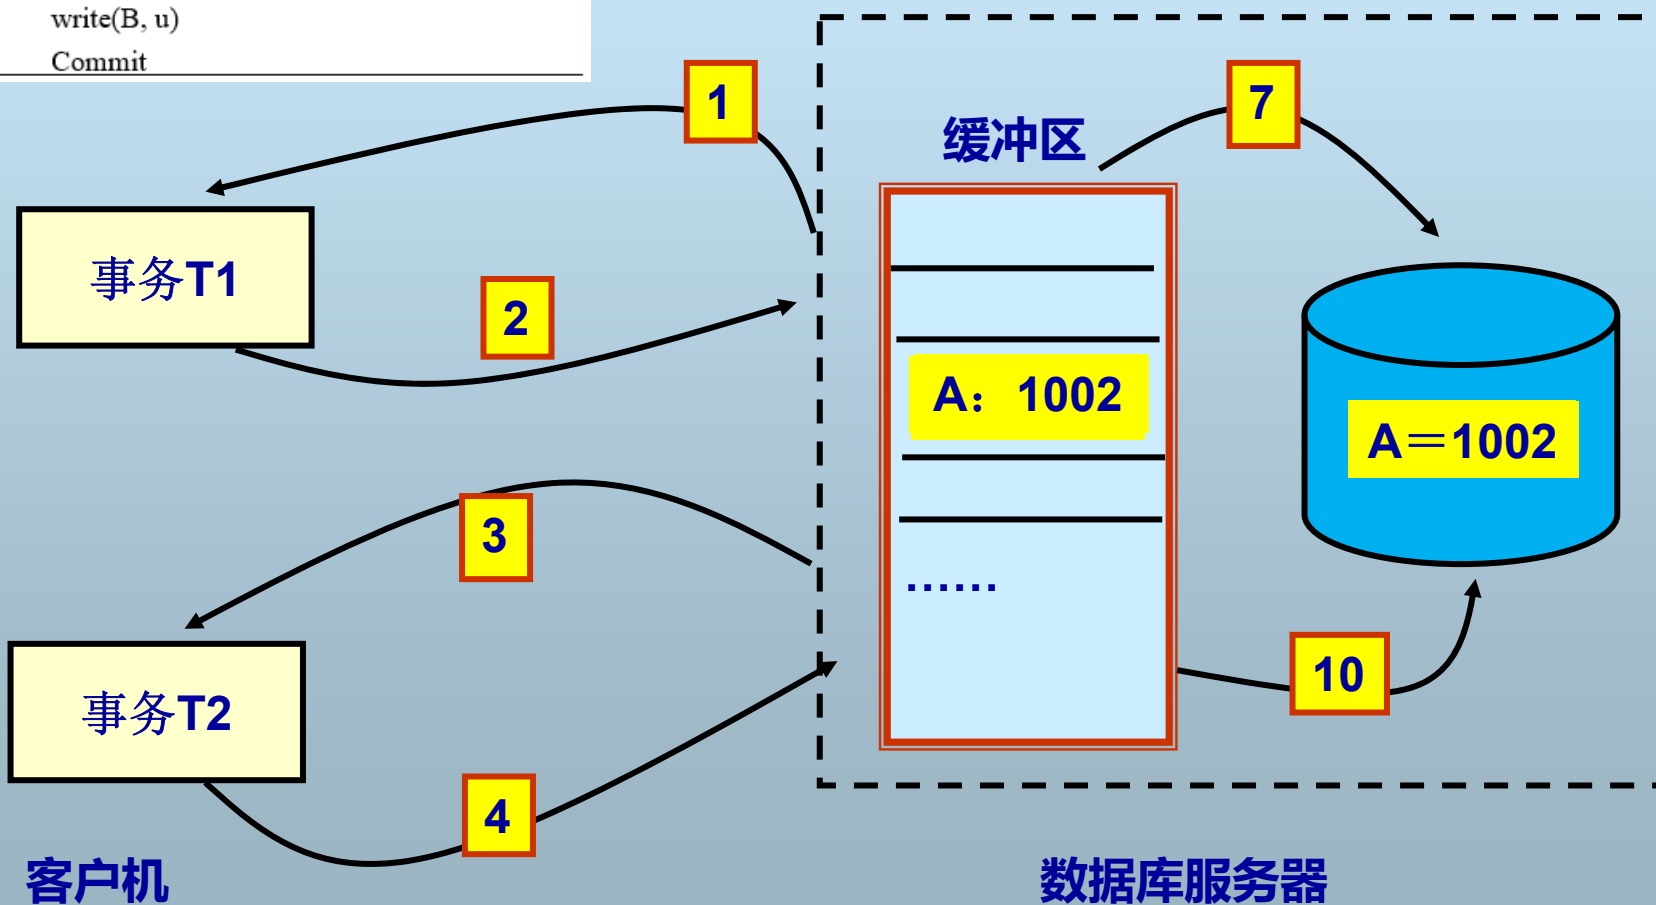 write(B, u)
Commit
1
7
缓冲区
事务T1
2
A：1002
A＝1002
3
……
10
事务T2
4
客户机
数据库服务器